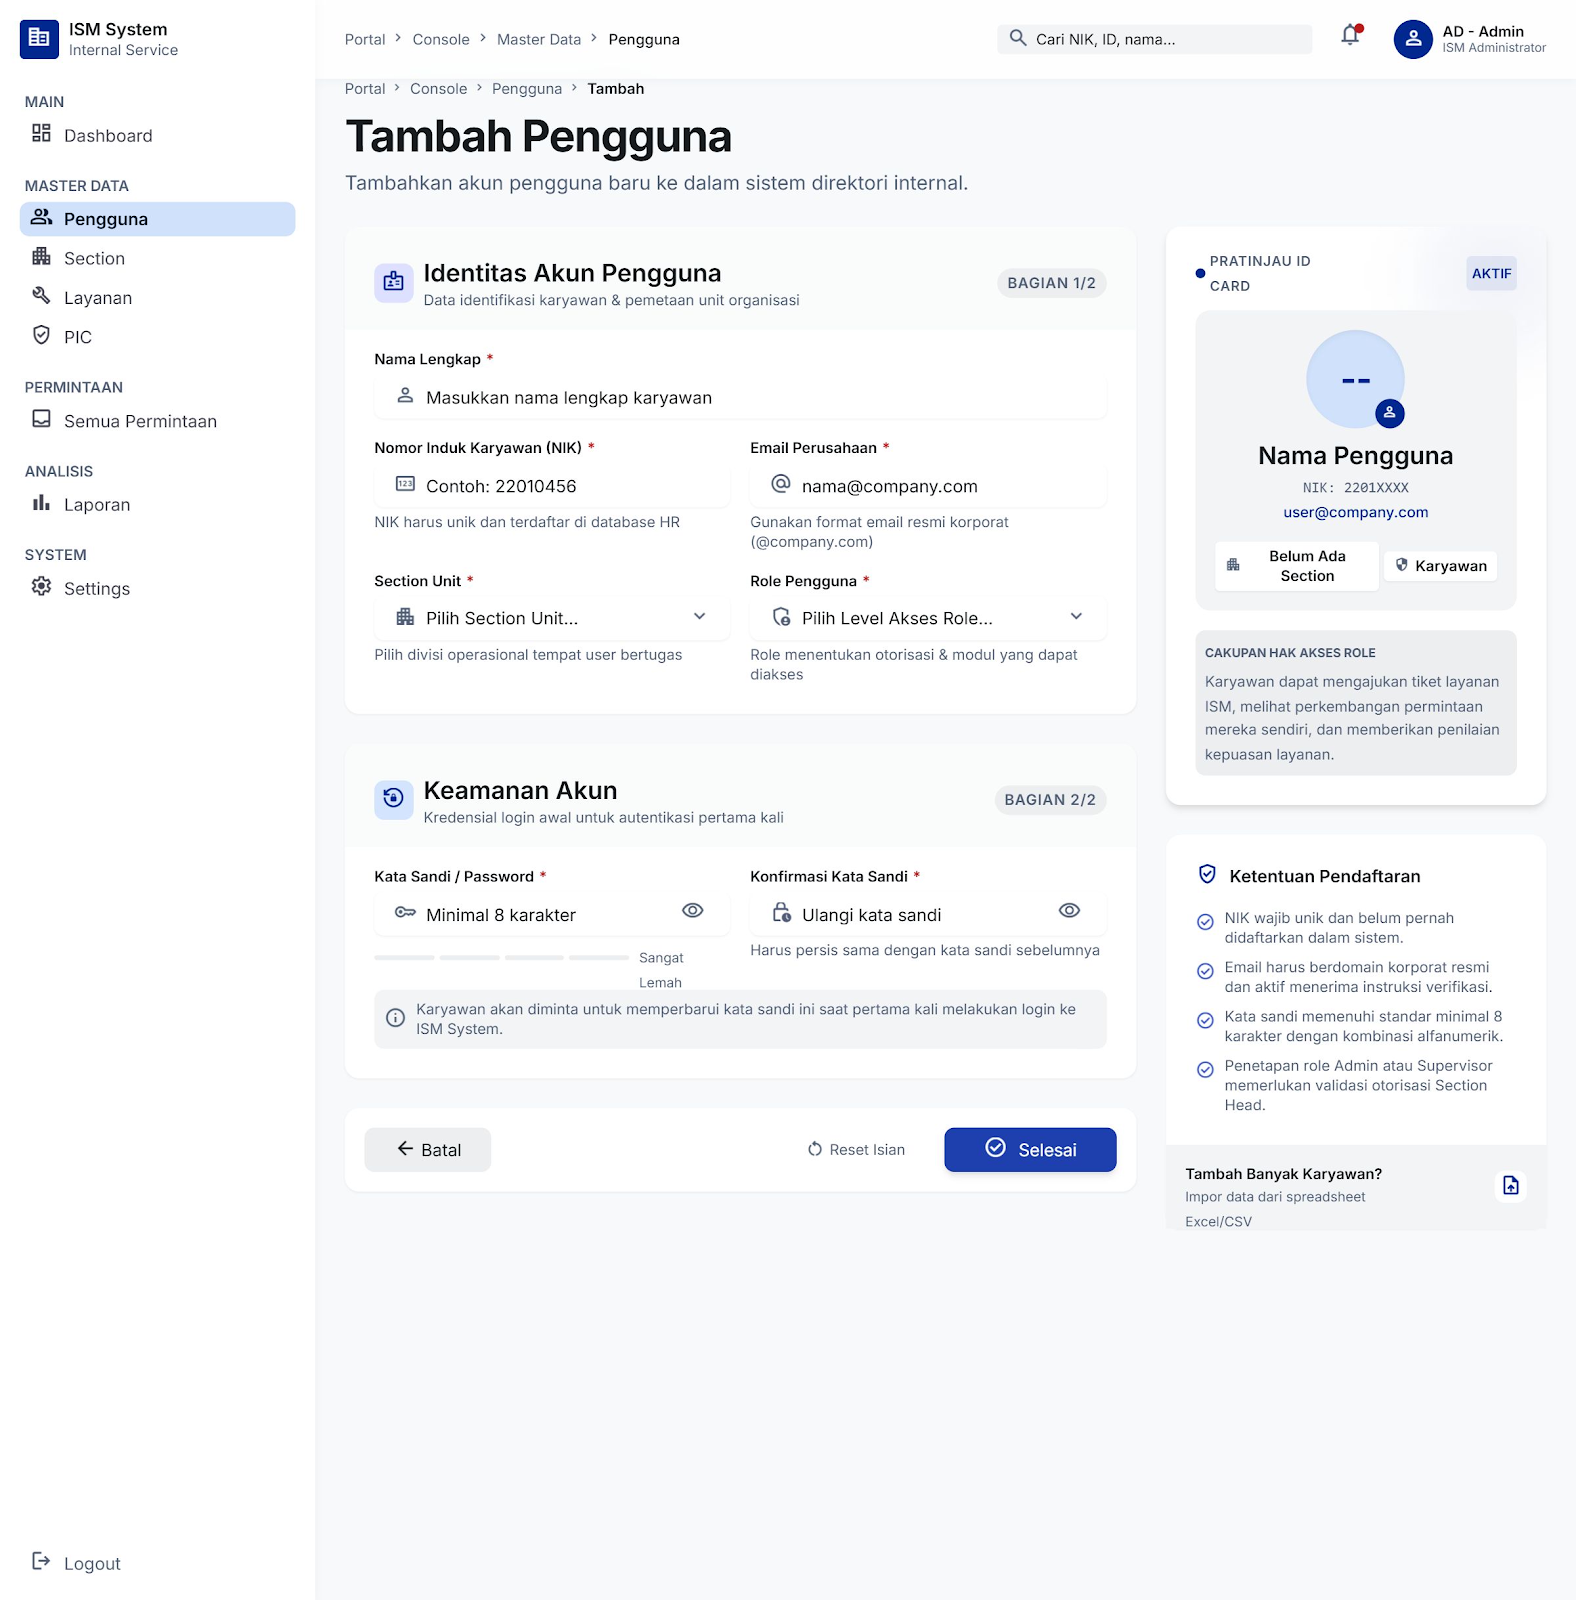 ISM System
Internal Service
MAIN
Dashboard
MASTER DATA
Pengguna
Section
Layanan
PIC
PERMINTAAN
Semua Permintaan
ANALISIS
Laporan
SYSTEM
Settings
Logout
Portal > Console > Master Data > Pengguna
Cari NIK, ID, nama...
AD - Admin
ISM Administrator
Portal > Console > Pengguna > Tambah
Tambah Pengguna
Tambahkan akun pengguna baru ke dalam sistem direktori internal.
Identitas Akun Pengguna
Data identifikasi karyawan & pemetaan unit organisasi
BAGIAN 1/2
Nama Lengkap *
Masukkan nama lengkap karyawan
Nomor Induk Karyawan (NIK) *
123
Contoh: 22010456
NIK harus unik dan terdaftar di database HR
Email Perusahaan *
nama@company.com
Gunakan format email resmi korporat
(@company.com)
Section Unit *
Pilih Section Unit...
Pilih divisi operasional tempat user bertugas
Role Pengguna *
Pilih Level Akses Role...
Role menentukan otorisasi & modul yang dapat
diakses
Keamanan Akun
Kredensial login awal untuk autentikasi pertama kali
BAGIAN 2/2
Kata Sandi / Password *
Minimal 8 karakter
Sangat
Lemah
Konfirmasi Kata Sandi *
Ulangi kata sandi
Harus persis sama dengan kata sandi sebelumnya
Karyawan akan diminta untuk memperbarui kata sandi ini saat pertama kali melakukan login ke
ISM System.
Batal
Reset Isian
Selesai
PRATINJAU ID
CARD
AKTIF
--
Nama Pengguna
NIK: 2201XXXX
user@company.com
Belum Ada
Section
Karyawan
CAKUPAN HAK AKSES ROLE
Karyawan dapat mengajukan tiket layanan
ISM, melihat perkembangan permintaan
mereka sendiri, dan memberikan penilaian
kepuasan layanan.
Ketentuan Pendaftaran
NIK wajib unik dan belum pernah
didaftarkan dalam sistem.
Email harus berdomain korporat resmi
dan aktif menerima instruksi verifikasi.
Kata sandi memenuhi standar minimal 8
karakter dengan kombinasi alfanumerik.
Penetapan role Admin atau Supervisor
memerlukan validasi otorisasi Section
Head.
Tambah Banyak Karyawan?
Impor data dari spreadsheet
Excel/CSV